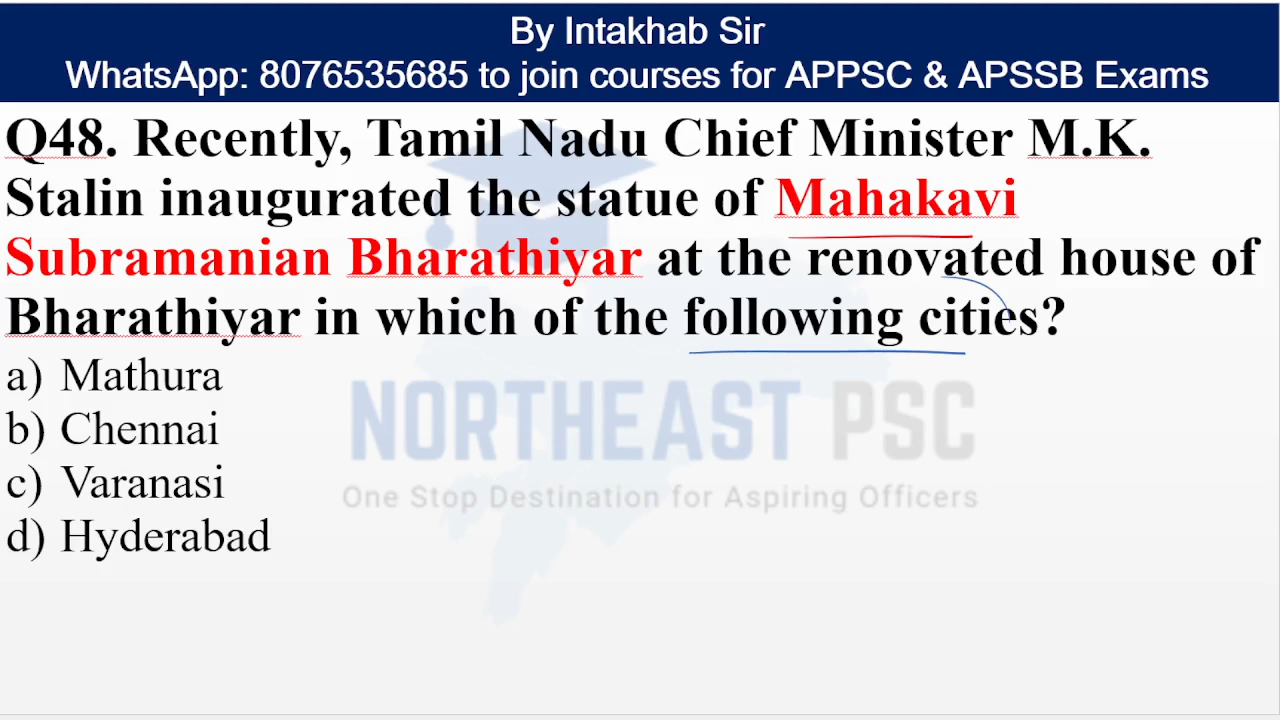 By Intakhab Sir
WhatsApp: 8076535685 to join courses for APPSC & APSSB Exams
Q48. Recently, Tamil Nadu Chief Minister M.K.
Stalin inaugurated the statue of Mahakavi
Subramanian Bharathiyar at the renovated house of
Bharathiyar in which of the following cities?
a) Mathura
b) Chennai
c) Varanasi
d) Hyderabad
NORTHEAST PSC
One Stop Destination for Aspiring Officers